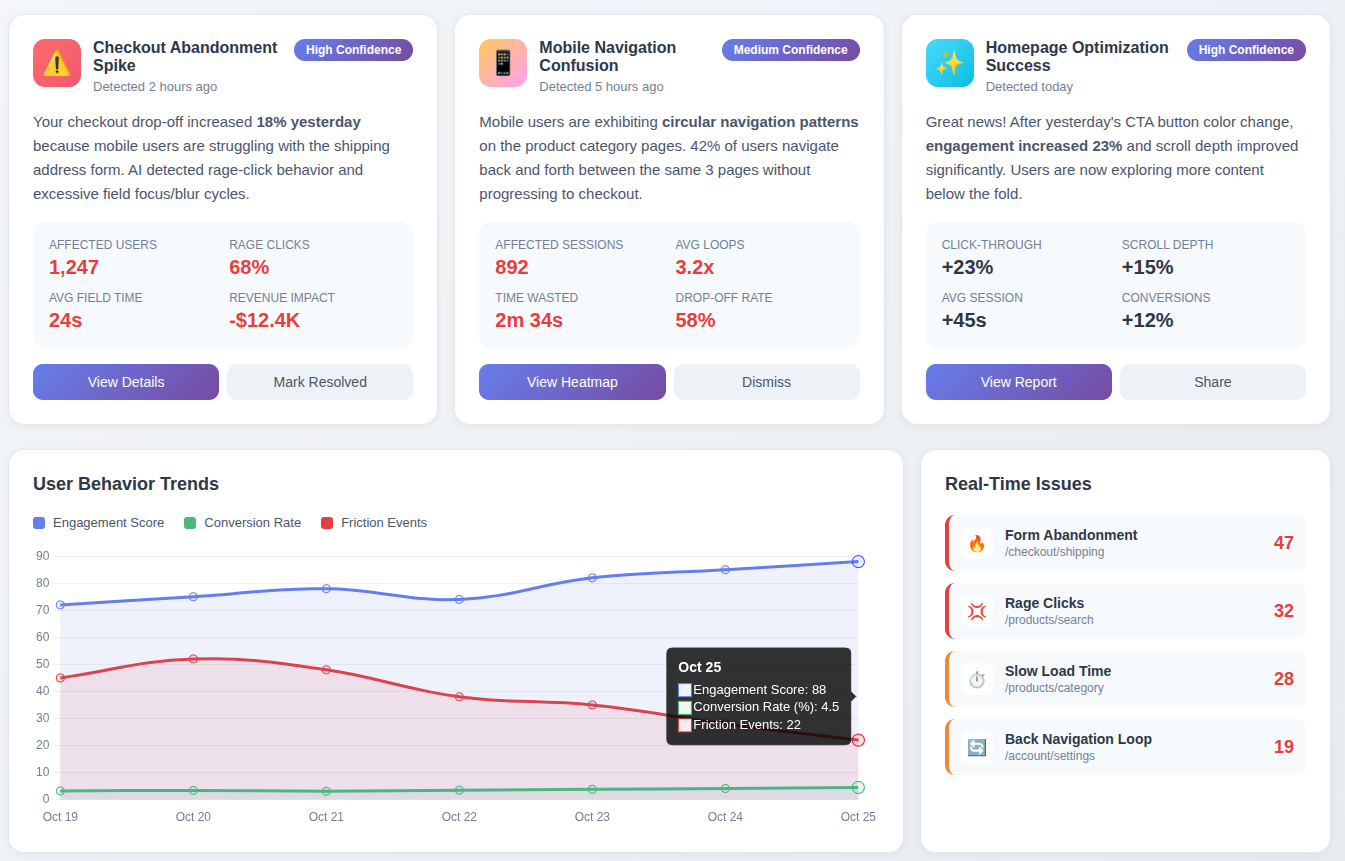 Checkout Abandonment
Spike
High Confidence
Detected 2 hours ago
Your checkout drop-off increased 18% yesterday
because mobile users are struggling with the shipping
address form. AI detected rage-click behavior and
excessive field focus/blur cycles.
AFFECTED USERS
1,247
RAGE CLICKS
68%
AVG FIELD TIME
24s
REVENUE IMPACT
-$12.4K
View Details
Mark Resolved
Mobile Navigation
Confusion
Medium Confidence
Detected 5 hours ago
Mobile users are exhibiting circular navigation patterns
on the product category pages. 42% of users navigate
back and forth between the same 3 pages without
progressing to checkout.
AFFECTED SESSIONS
892
AVG LOOPS
3.2x
TIME WASTED
2m 34s
DROP-OFF RATE
58%
View Heatmap
Dismiss
Homepage Optimization
Success
High Confidence
Detected today
Great news! After yesterday's CTA button color change,
engagement increased 23% and scroll depth improved
significantly. Users are now exploring more content
below the fold.
CLICK-THROUGH
+23%
SCROLL DEPTH
+15%
AVG SESSION
+45s
CONVERSIONS
+12%
View Report
Share
User Behavior Trends
Engagement Score
Conversion Rate
Friction Events
90
80
70
60
50
40
30
20
10
0
Oct 19
Oct 20
Oct 21
Oct 22
Oct 23
Oct 24
Oct 25
Oct 25
Engagement Score: 88
Conversion Rate (%): 4.5
Friction Events: 22
Real-Time Issues
Form Abandonment
/checkout/shipping
47
Rage Clicks
/products/search
32
Slow Load Time
/products/category
28
Back Navigation Loop
/account/settings
19